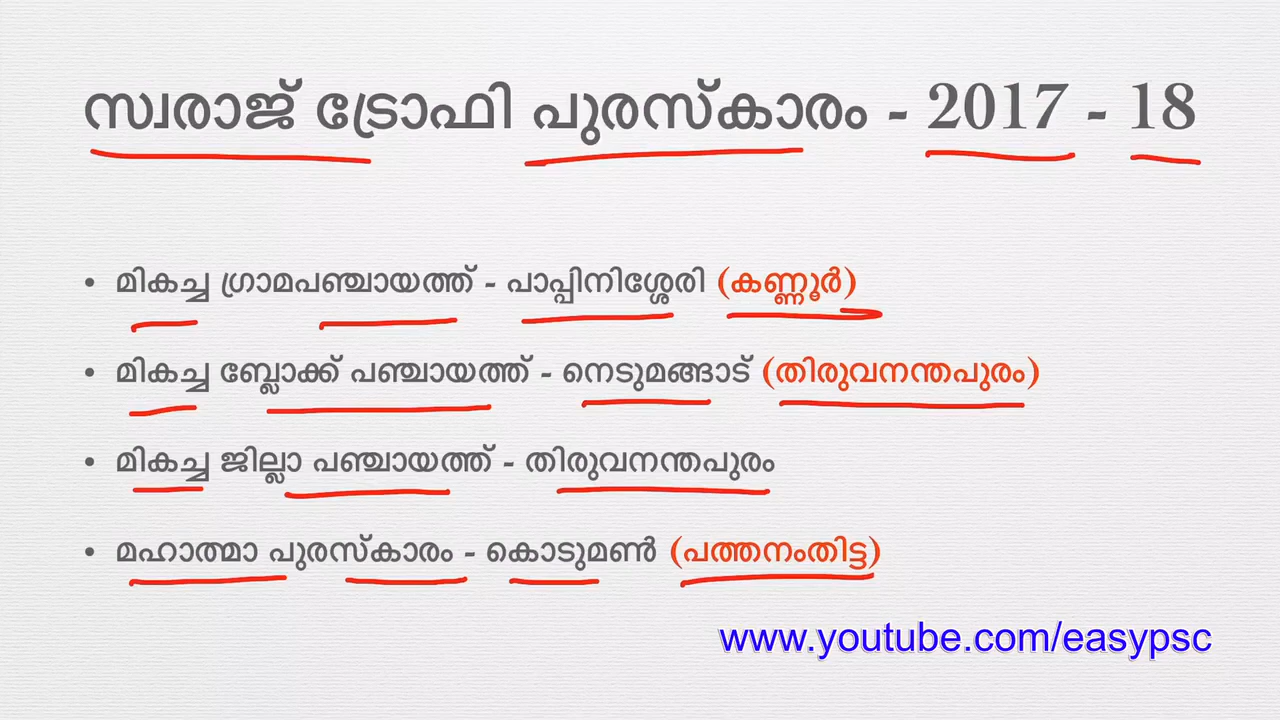 സ്വരാജ് ട്രോഫി പുരസ്കാരം - 2017 - 18
• മികച്ച ഗ്രാമപഞ്ചായത്ത് - പാപ്പിനിശ്ശേരി (കണ്ണൂർ)
• മികച്ച ബ്ലോക്ക് പഞ്ചായത്ത് - നെടുമങ്ങാട് (തിരുവനന്തപുരം)
• മികച്ച ജില്ലാ പഞ്ചായത്ത് - തിരുവനന്തപുരം
• മഹാത്മാ പുരസ്കാരം - കൊടുമൺ (പത്തനംതിട്ട)
www.youtube.com/easypsc